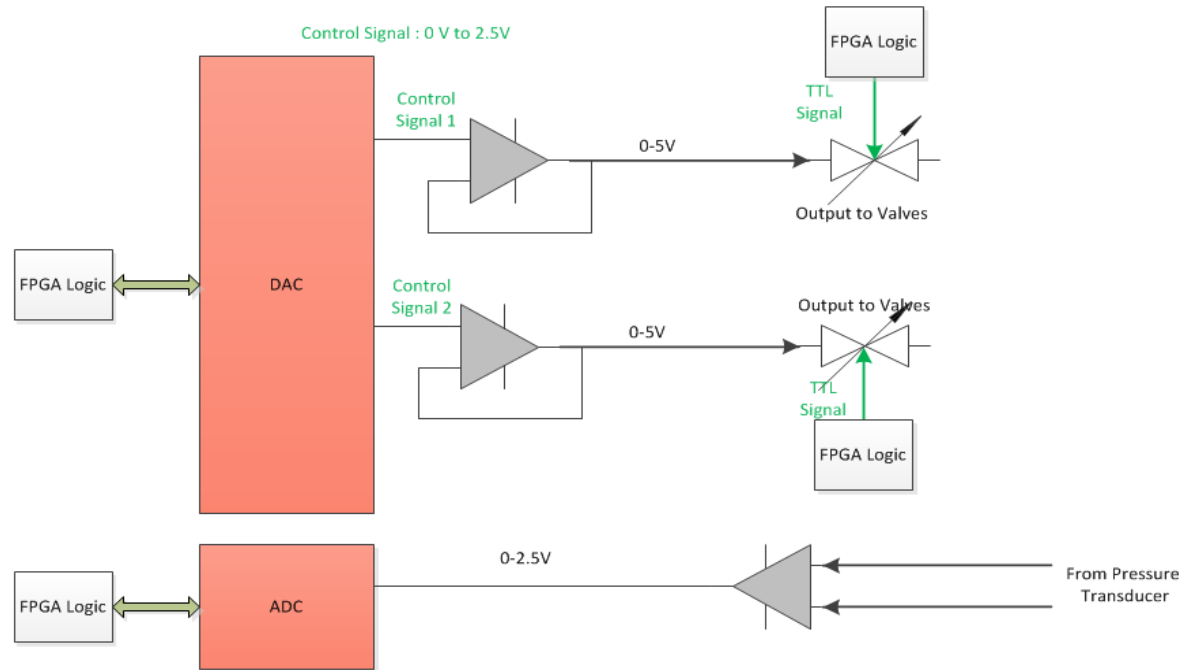 Control Signal : 0 V to 2.5V
FPGA Logic
Control
Signal 1
TTL
Signal
0-5V
Output to Valves
FPGA Logic
DAC
Control
Signal 2
0-5V
Output to Valves
TTL
Signal
FPGA Logic
FPGA Logic
ADC
0-2.5V
From Pressure
Transducer